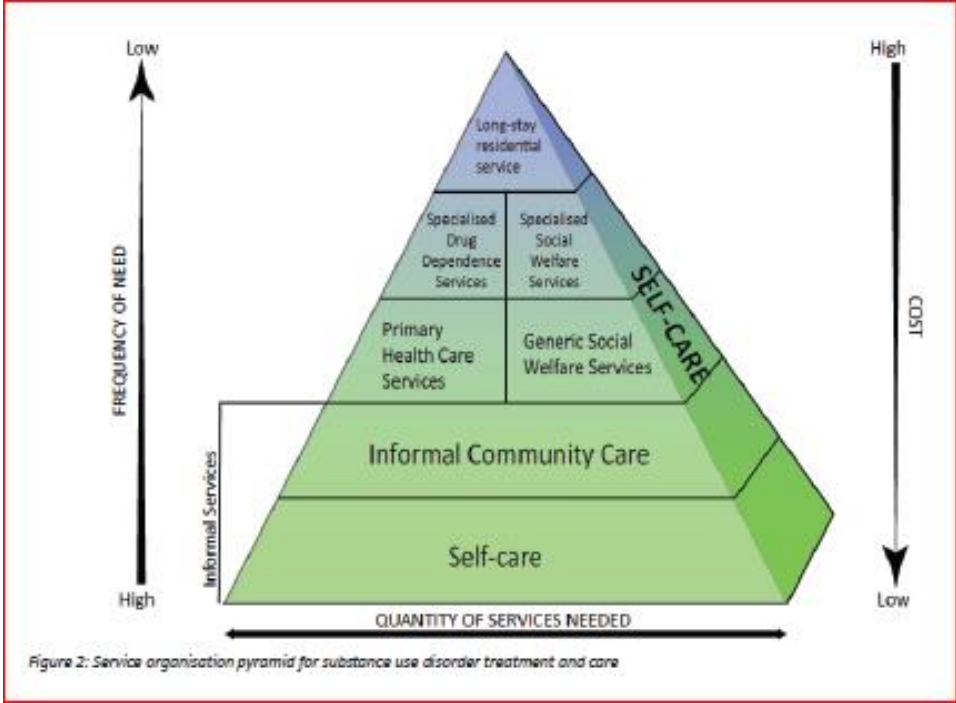 Low
High
Long-stay
residential
service
Specialised
Drug
Dependence
Services
Specialised
Social
Welfare
Services
SELF-CARE
FREQUENCY OF NEED
COST
Primary
Health Care
Services
Generic Social
Welfare Services
Informal Community Care
Informal Services
Self-care
High
Low
QUANTITY OF SERVICES NEEDED
Figure 2: Service organisation pyramid for substance use disorder treatment and care